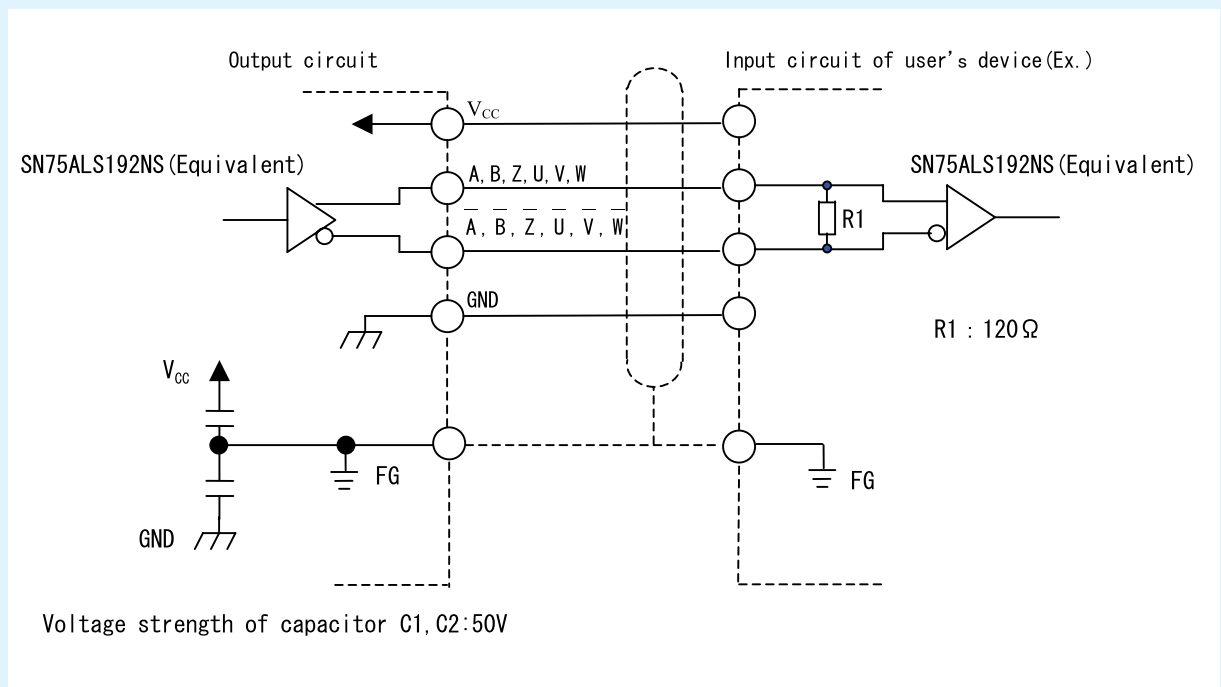 Output circuit
Input circuit of user's device(Ex.)
VCC
SN75ALS192NS(Equivalent)
SN75ALS192NS(Equivalent)
A,B,Z,U,V,W
A̅,B̅,Z̅,U̅,V̅,W̅
R1
GND
R1：120Ω
VCC
FG
FG
GND
Voltage strength of capacitor C1,C2:50V